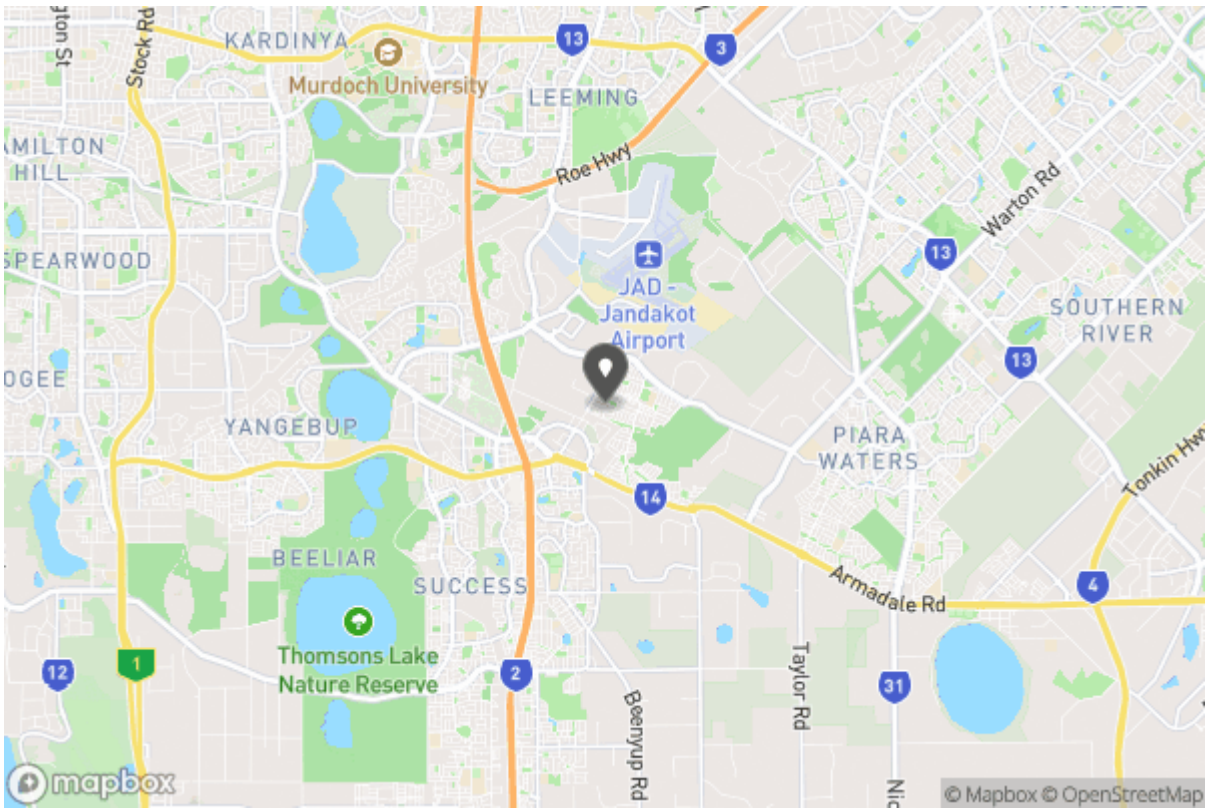 Stock Rd
KARDINYA
Murdoch University
13
3
LEEMING
Roe Hwy
HILL
Warton Rd
13
SPEARWOOD
JAD -
Jandakot
Airport
SOUTHERN
RIVER
13
YANGEBUP
PIARA
WATERS
Tonkin Hwy
14
BEELIAR
SUCCESS
Armadale Rd
4
Thomsons Lake
Nature Reserve
1
12
2
31
Taylor Rd
Beenyup Rd
mapbox
© Mapbox © OpenStreetMap